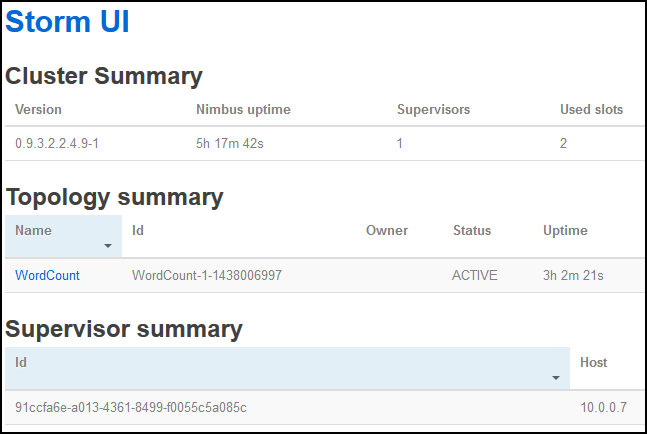 Storm UI
Cluster Summary
Version Nimbus uptime Supervisors Used slots
0.9.3.2.2.4.9-1 5h 17m 42s 1 2
Topology summary
Name Id Owner Status Uptime
WordCount WordCount-1-1438006997 ACTIVE 3h 2m 21s
Supervisor summary
Id Host
91ccfa6e-a013-4361-8499-f0055c5a085c 10.0.0.7